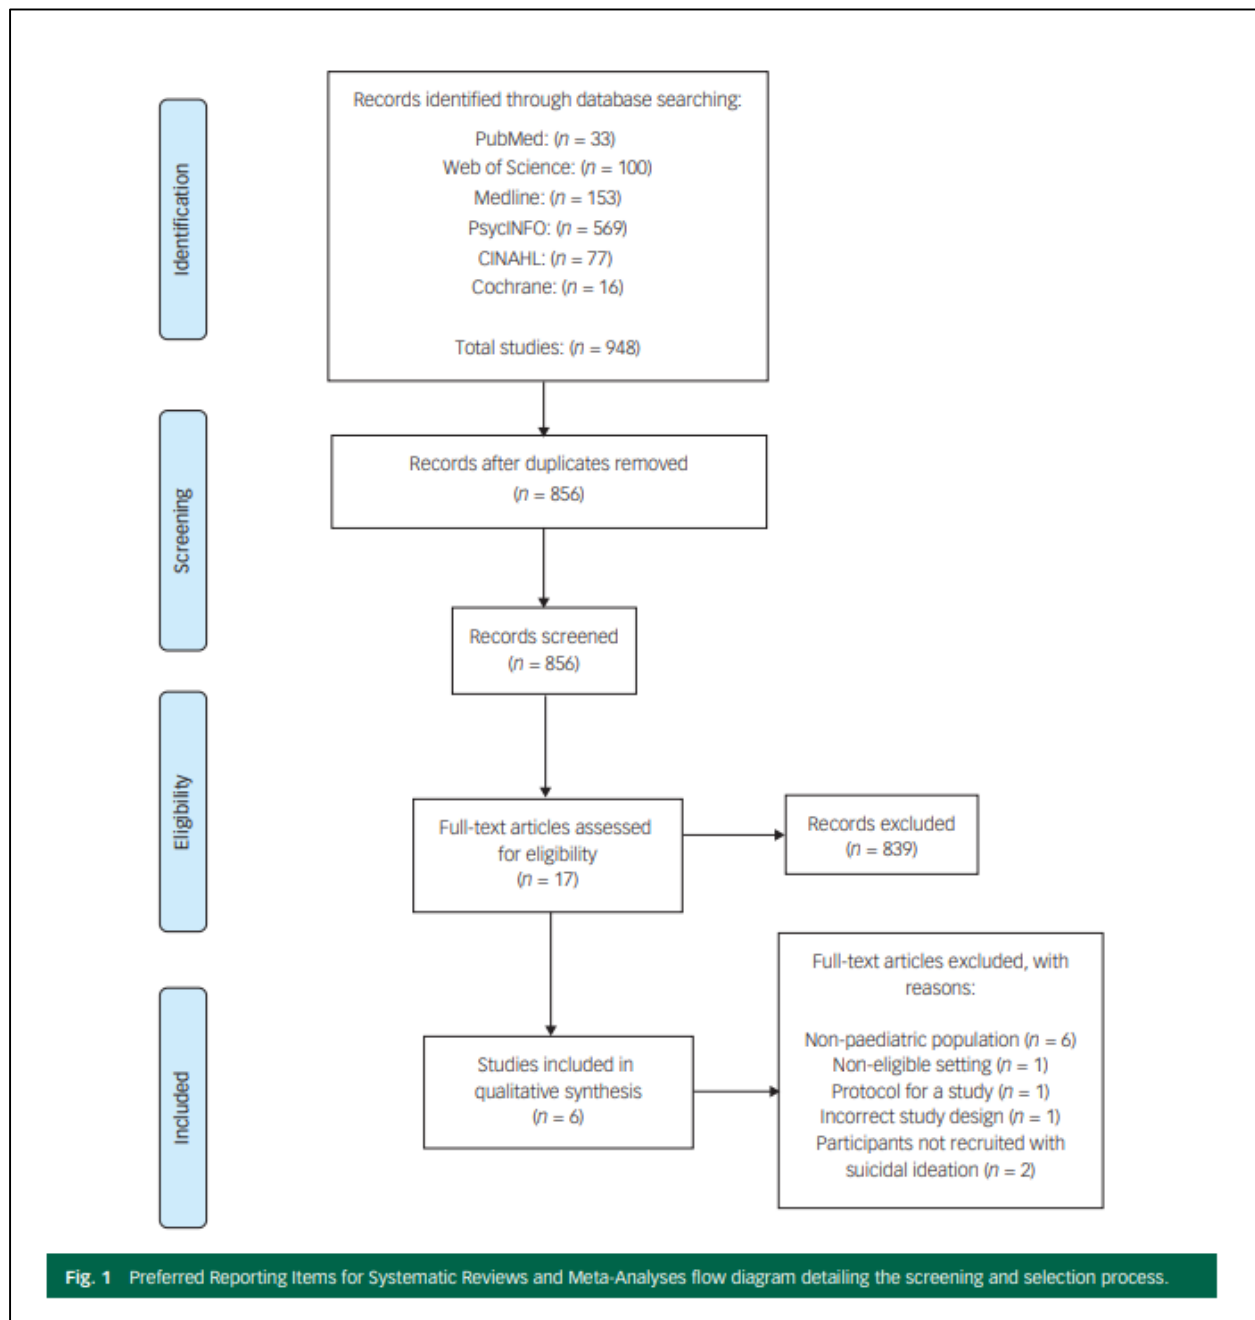 Identification
Records identified through database searching:
PubMed: (n = 33)
Web of Science: (n = 100)
Medline: (n = 153)
PsycINFO: (n = 569)
CINAHL: (n = 77)
Cochrane: (n = 16)
Total studies: (n = 948)
Screening
Records after duplicates removed
(n = 856)
Records screened
(n = 856)
Eligibility
Full-text articles assessed
for eligibility
(n = 17)
Records excluded
(n = 839)
Included
Studies included in
qualitative synthesis
(n = 6)
Full-text articles excluded, with
reasons:
Non-paediatric population (n = 6)
Non-eligible setting (n = 1)
Protocol for a study (n = 1)
Incorrect study design (n = 1)
Participants not recruited with
suicidal ideation (n = 2)
Fig. 1 Preferred Reporting Items for Systematic Reviews and Meta-Analyses flow diagram detailing the screening and selection process.